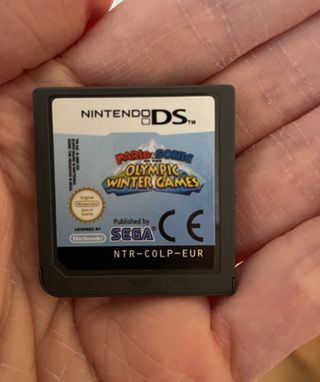 NINTENDO DS™
MARIO & SONIC
AT THE
OLYMPIC
WINTER GAMES
Original
Nintendo
Seal of
Quality
LICENSED BY
Nintendo
Published by
SEGA
CE
NTR-COLP-EUR